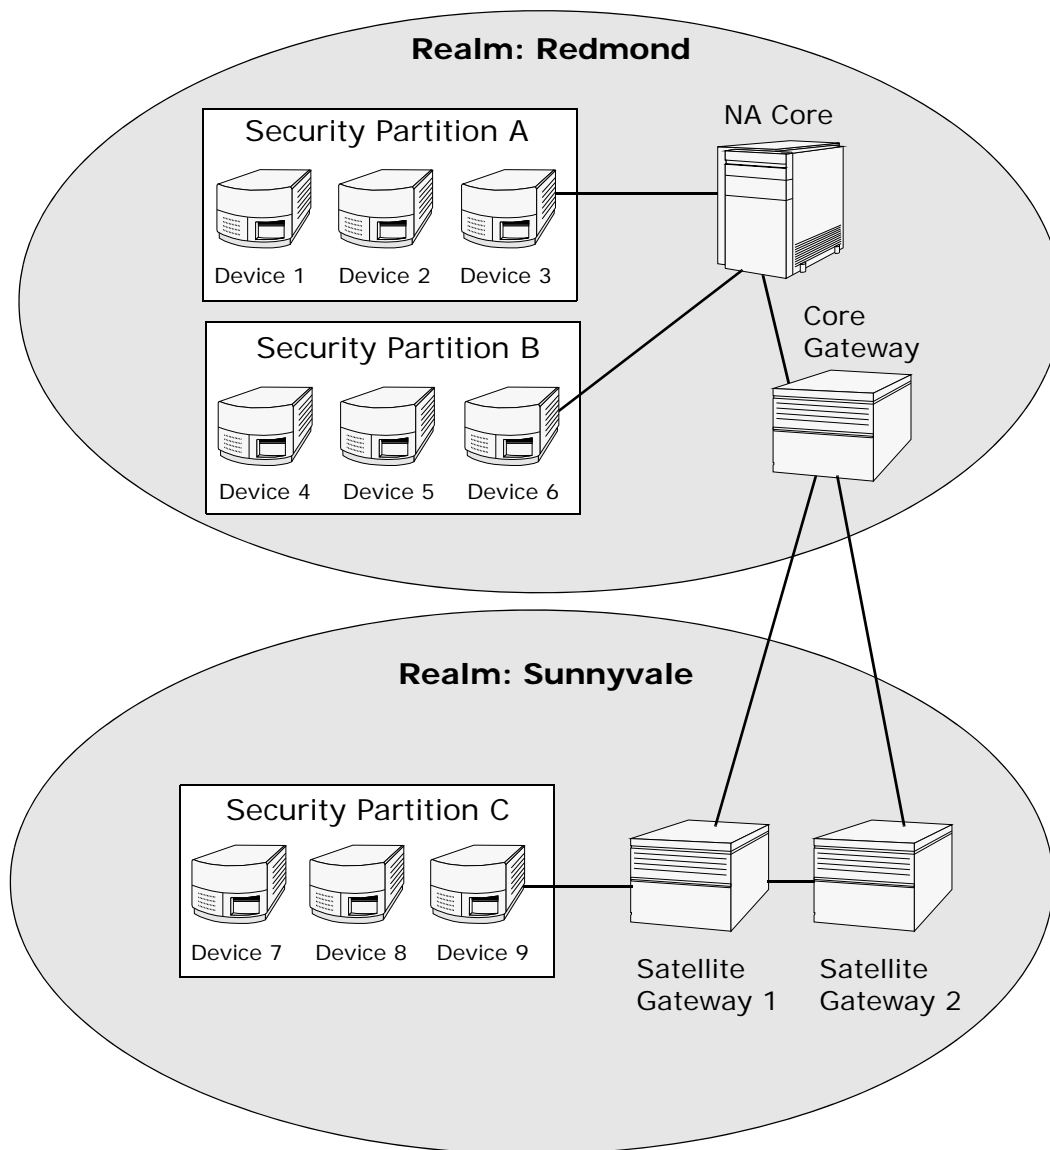 Realm: Redmond
Security Partition A
Device 1
Device 2
Device 3
NA Core
Security Partition B
Device 4
Device 5
Device 6
Core
Gateway
Realm: Sunnyvale
Security Partition C
Device 7
Device 8
Device 9
Satellite
Gateway 1
Satellite
Gateway 2